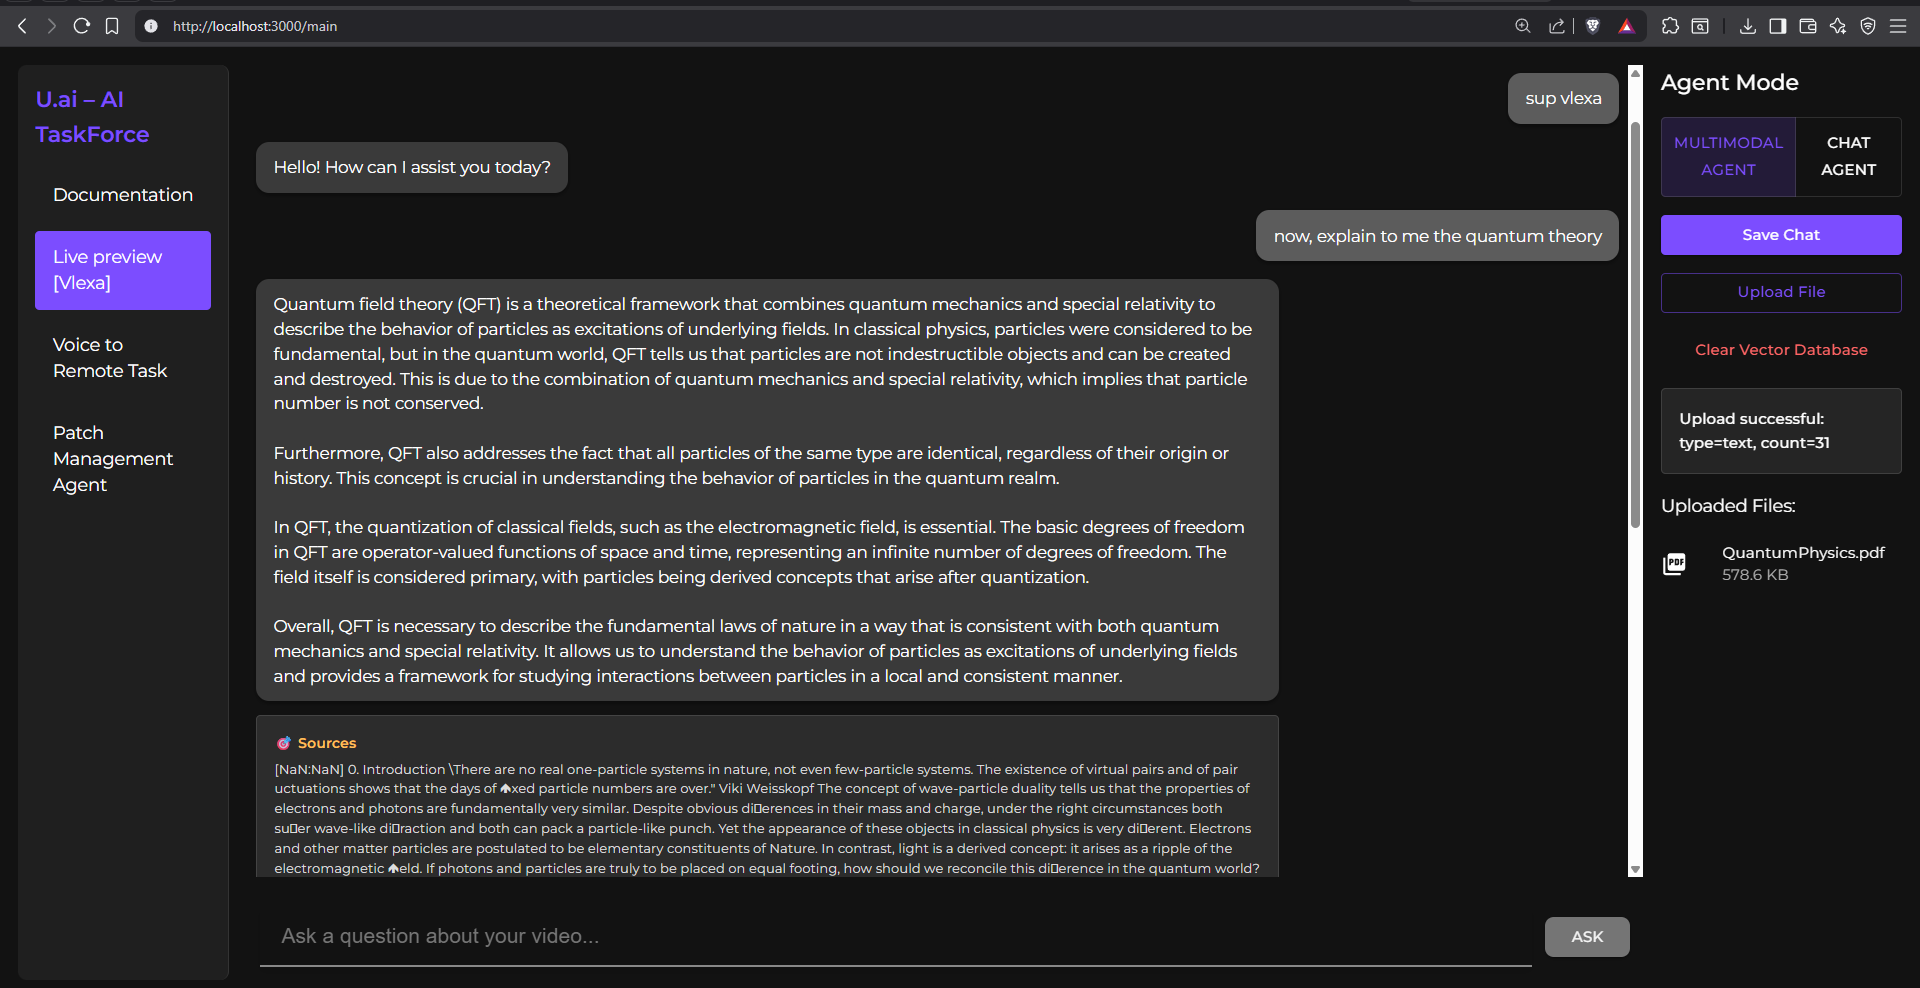 http://localhost:3000/main
U.ai – AI
TaskForce
Documentation
Live preview
[Vlexa]
Voice to
Remote Task
Patch
Management
Agent
sup vlexa
Hello! How can I assist you today?
now, explain to me the quantum theory
Quantum field theory (QFT) is a theoretical framework that combines quantum mechanics and special relativity to
describe the behavior of particles as excitations of underlying fields. In classical physics, particles were considered to be
fundamental, but in the quantum world, QFT tells us that particles are not indestructible objects and can be created
and destroyed. This is due to the combination of quantum mechanics and special relativity, which implies that particle
number is not conserved.
Furthermore, QFT also addresses the fact that all particles of the same type are identical, regardless of their origin or
history. This concept is crucial in understanding the behavior of particles in the quantum realm.
In QFT, the quantization of classical fields, such as the electromagnetic field, is essential. The basic degrees of freedom
in QFT are operator-valued functions of space and time, representing an infinite number of degrees of freedom. The
field itself is considered primary, with particles being derived concepts that arise after quantization.
Overall, QFT is necessary to describe the fundamental laws of nature in a way that is consistent with both quantum
mechanics and special relativity. It allows us to understand the behavior of particles as excitations of underlying fields
and provides a framework for studying interactions between particles in a local and consistent manner.
🎯 Sources
[NaN:NaN] 0. Introduction \There are no real one-particle systems in nature, not even few-particle systems. The existence of virtual pairs and of pair
uctuations shows that the days of 🡅xed particle numbers are over." Viki Weisskopf The concept of wave-particle duality tells us that the properties of
electrons and photons are fundamentally very similar. Despite obvious di▯erences in their mass and charge, under the right circumstances both
su▯er wave-like di▯raction and both can pack a particle-like punch. Yet the appearance of these objects in classical physics is very di▯erent. Electrons
and other matter particles are postulated to be elementary constituents of Nature. In contrast, light is a derived concept: it arises as a ripple of the
electromagnetic 🡅eld. If photons and particles are truly to be placed on equal footing, how should we reconcile this di▯erence in the quantum world?
Ask a question about your video...
ASK
Agent Mode
MULTIMODAL
AGENT
CHAT
AGENT
Save Chat
Upload File
Clear Vector Database
Upload successful:
type=text, count=31
Uploaded Files:
PDF
QuantumPhysics.pdf
578.6 KB